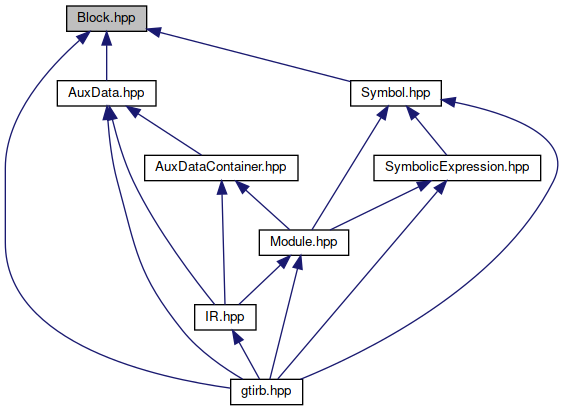 Block.hpp
AuxData.hpp
Symbol.hpp
AuxDataContainer.hpp
SymbolicExpression.hpp
Module.hpp
IR.hpp
gtirb.hpp